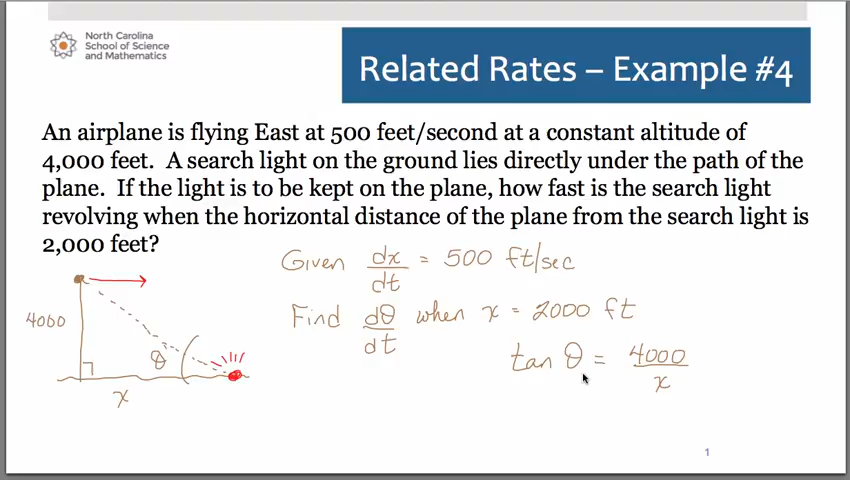 North Carolina
School of Science
and Mathematics
Related Rates – Example #4
An airplane is flying East at 500 feet/second at a constant altitude of
4,000 feet. A search light on the ground lies directly under the path of the
plane. If the light is to be kept on the plane, how fast is the search light
revolving when the horizontal distance of the plane from the search light is
2,000 feet?
Given dx/dt = 500 ft/sec
Find dθ/dt when x = 2000 ft
tan θ = 4000/x
4000
θ
x
1